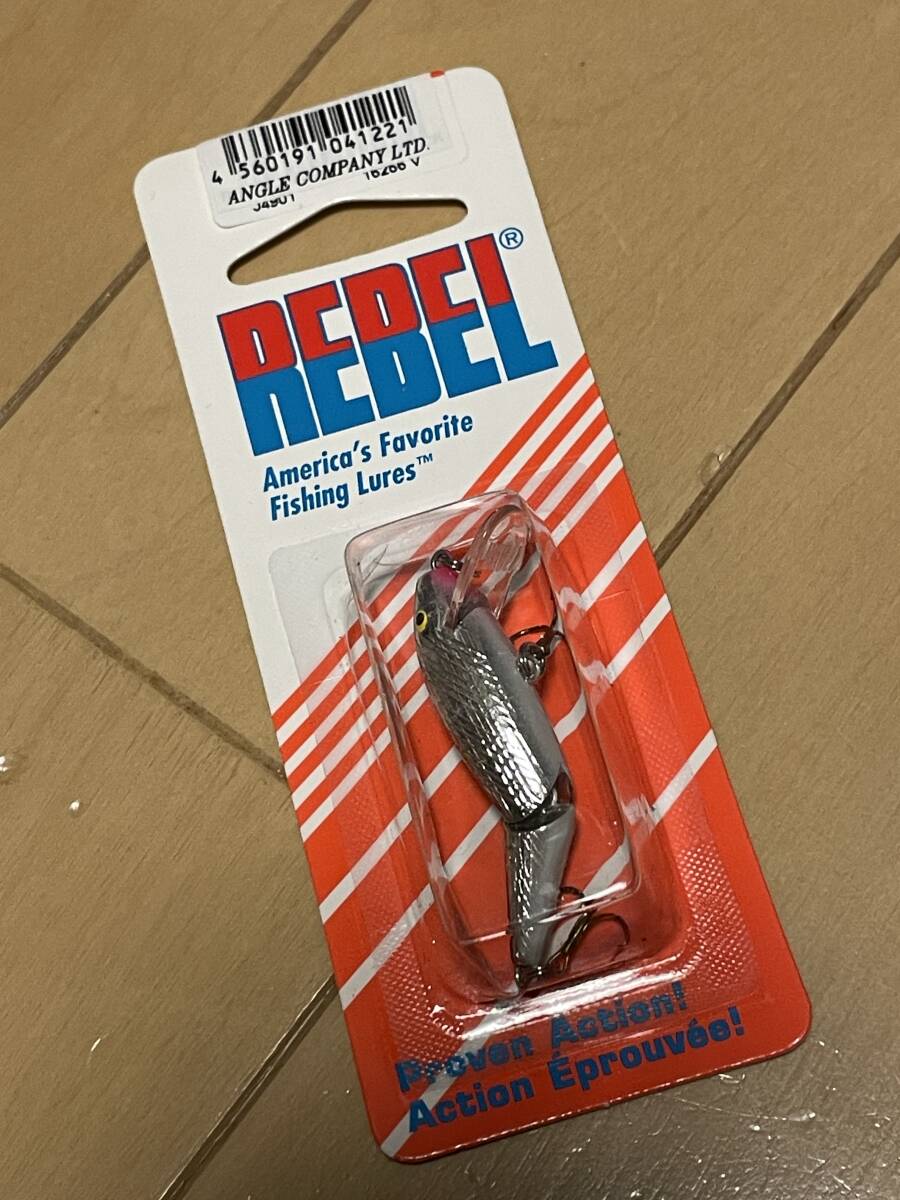 4 560191 041221
ANGLE COMPANY LTD.
REBEL®
America's Favorite
Fishing Lures™
Proven Action!
Action Éprouvée!